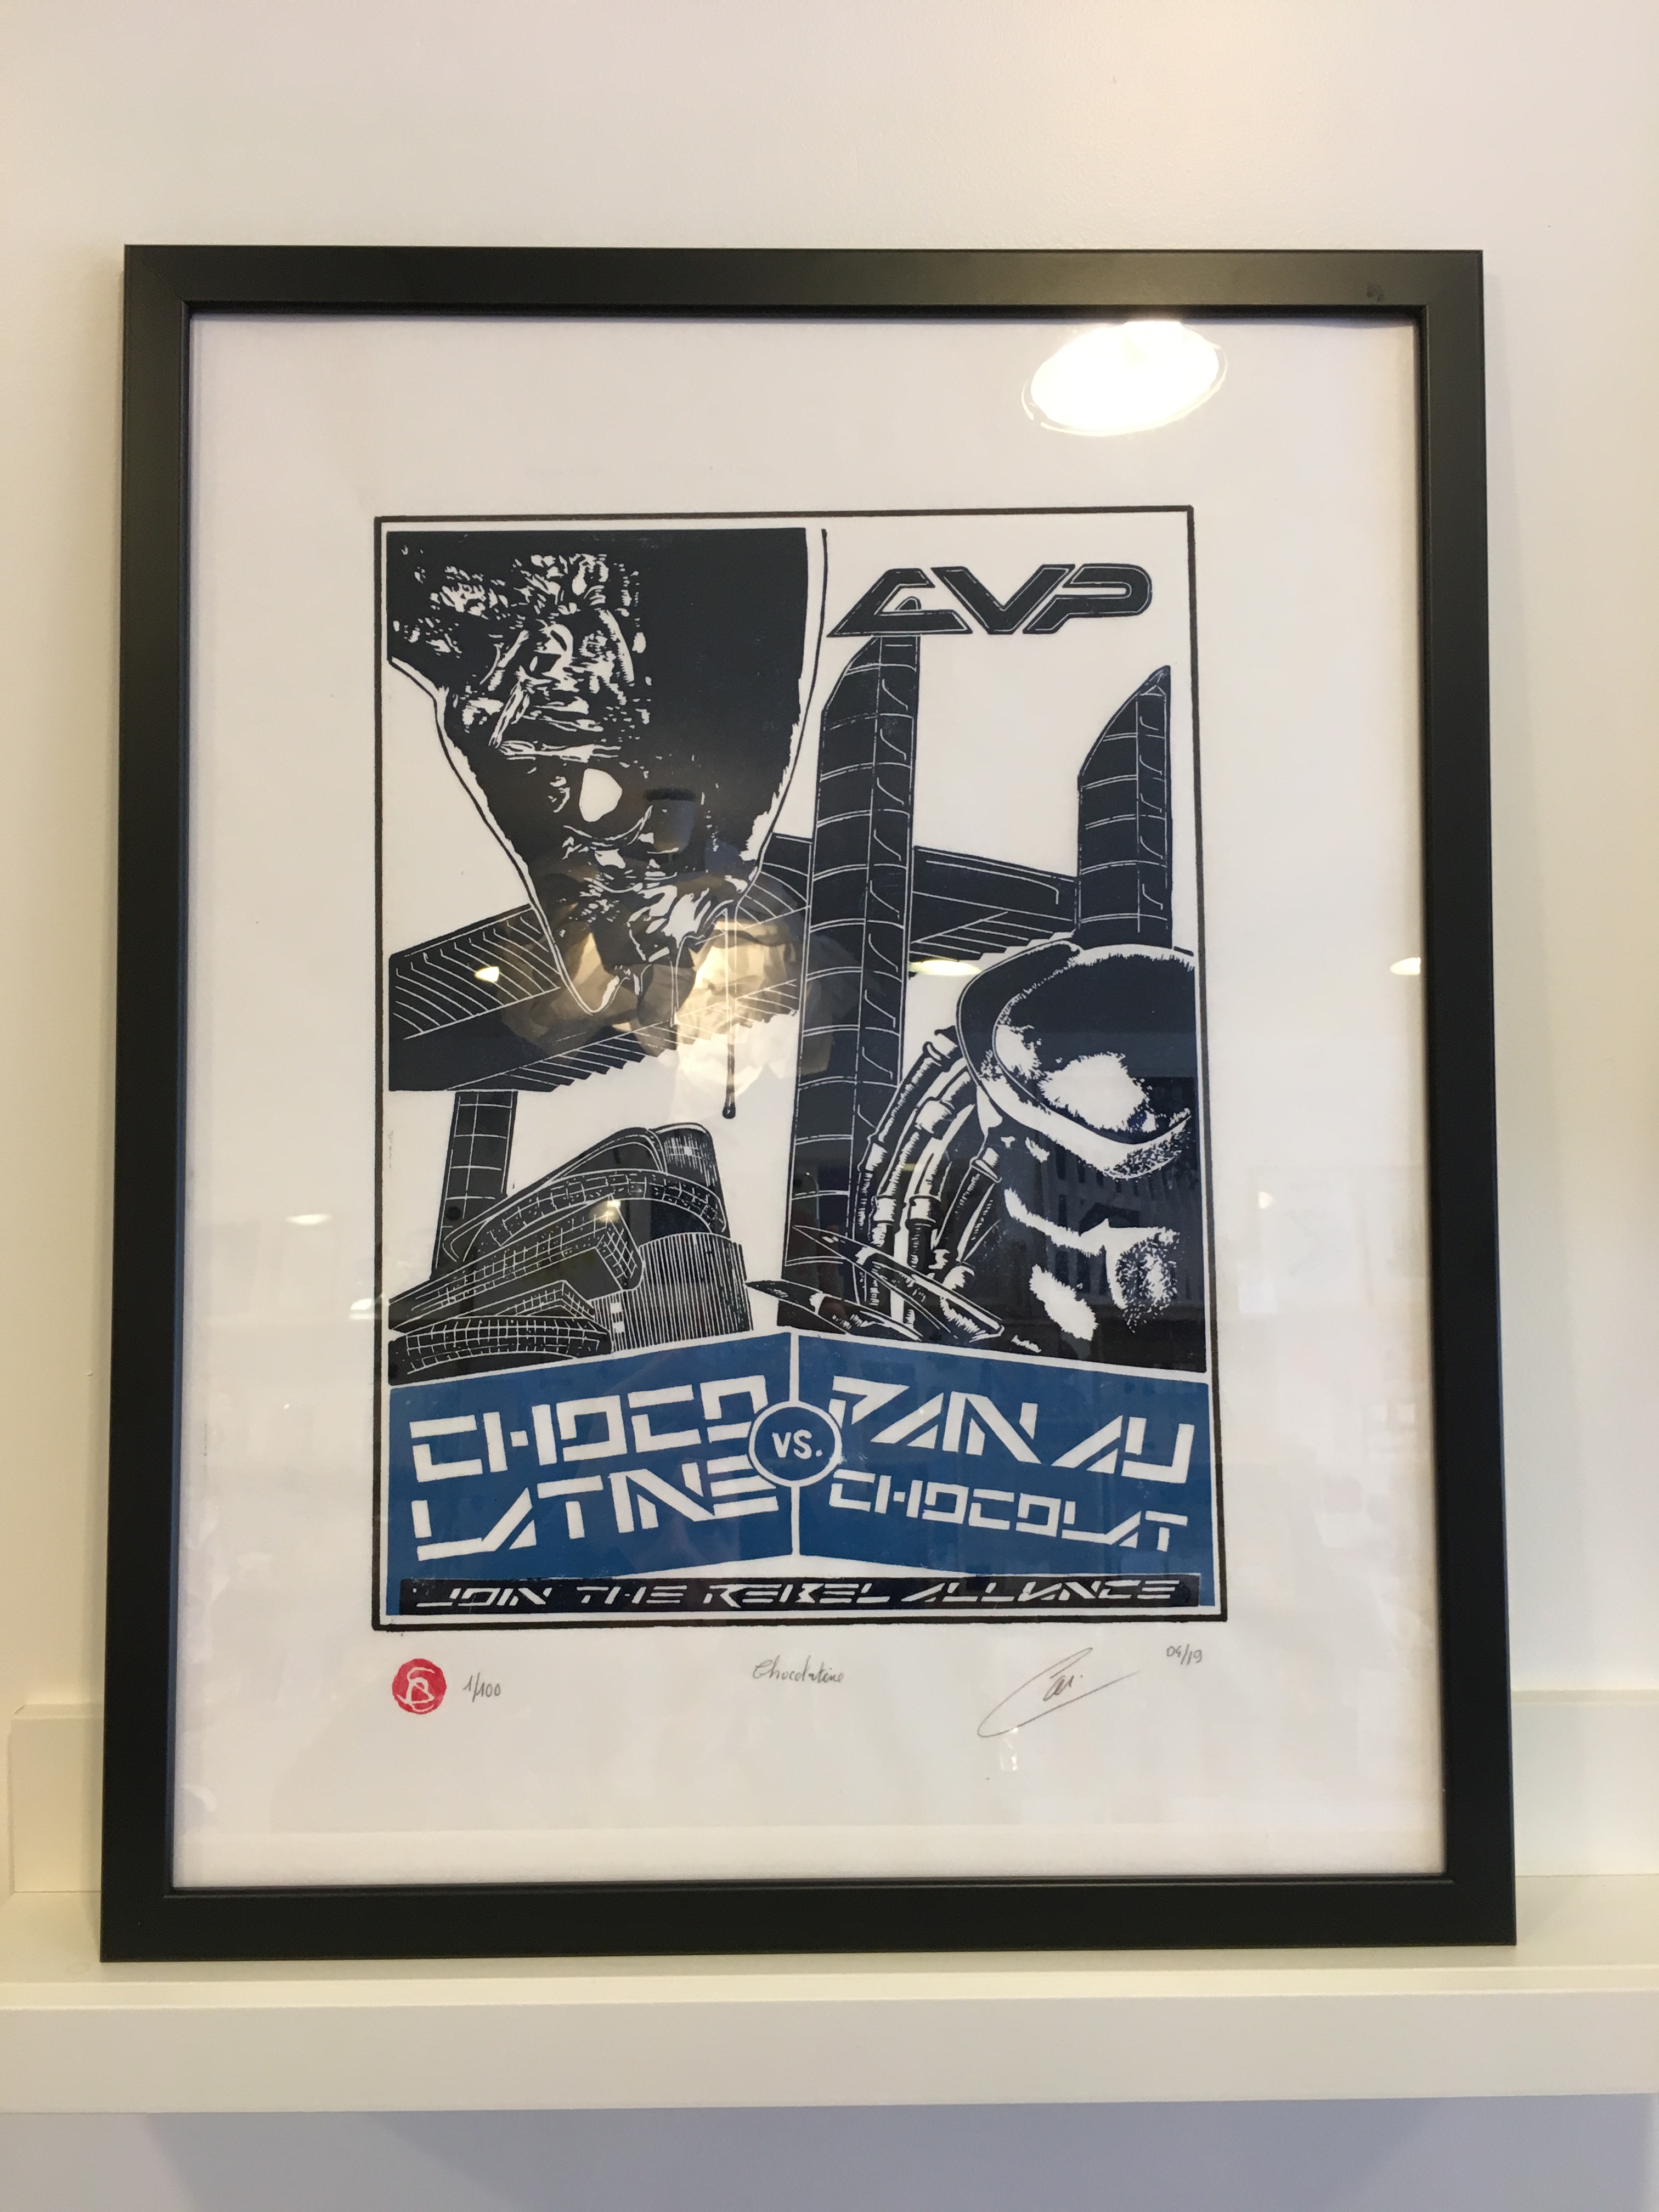 AVP
CHOCO
LATINE
VS.
PAIN AU
CHOCOLAT
JOIN THE REBEL ALLIANCE
1/100
Chocolatine
04/19